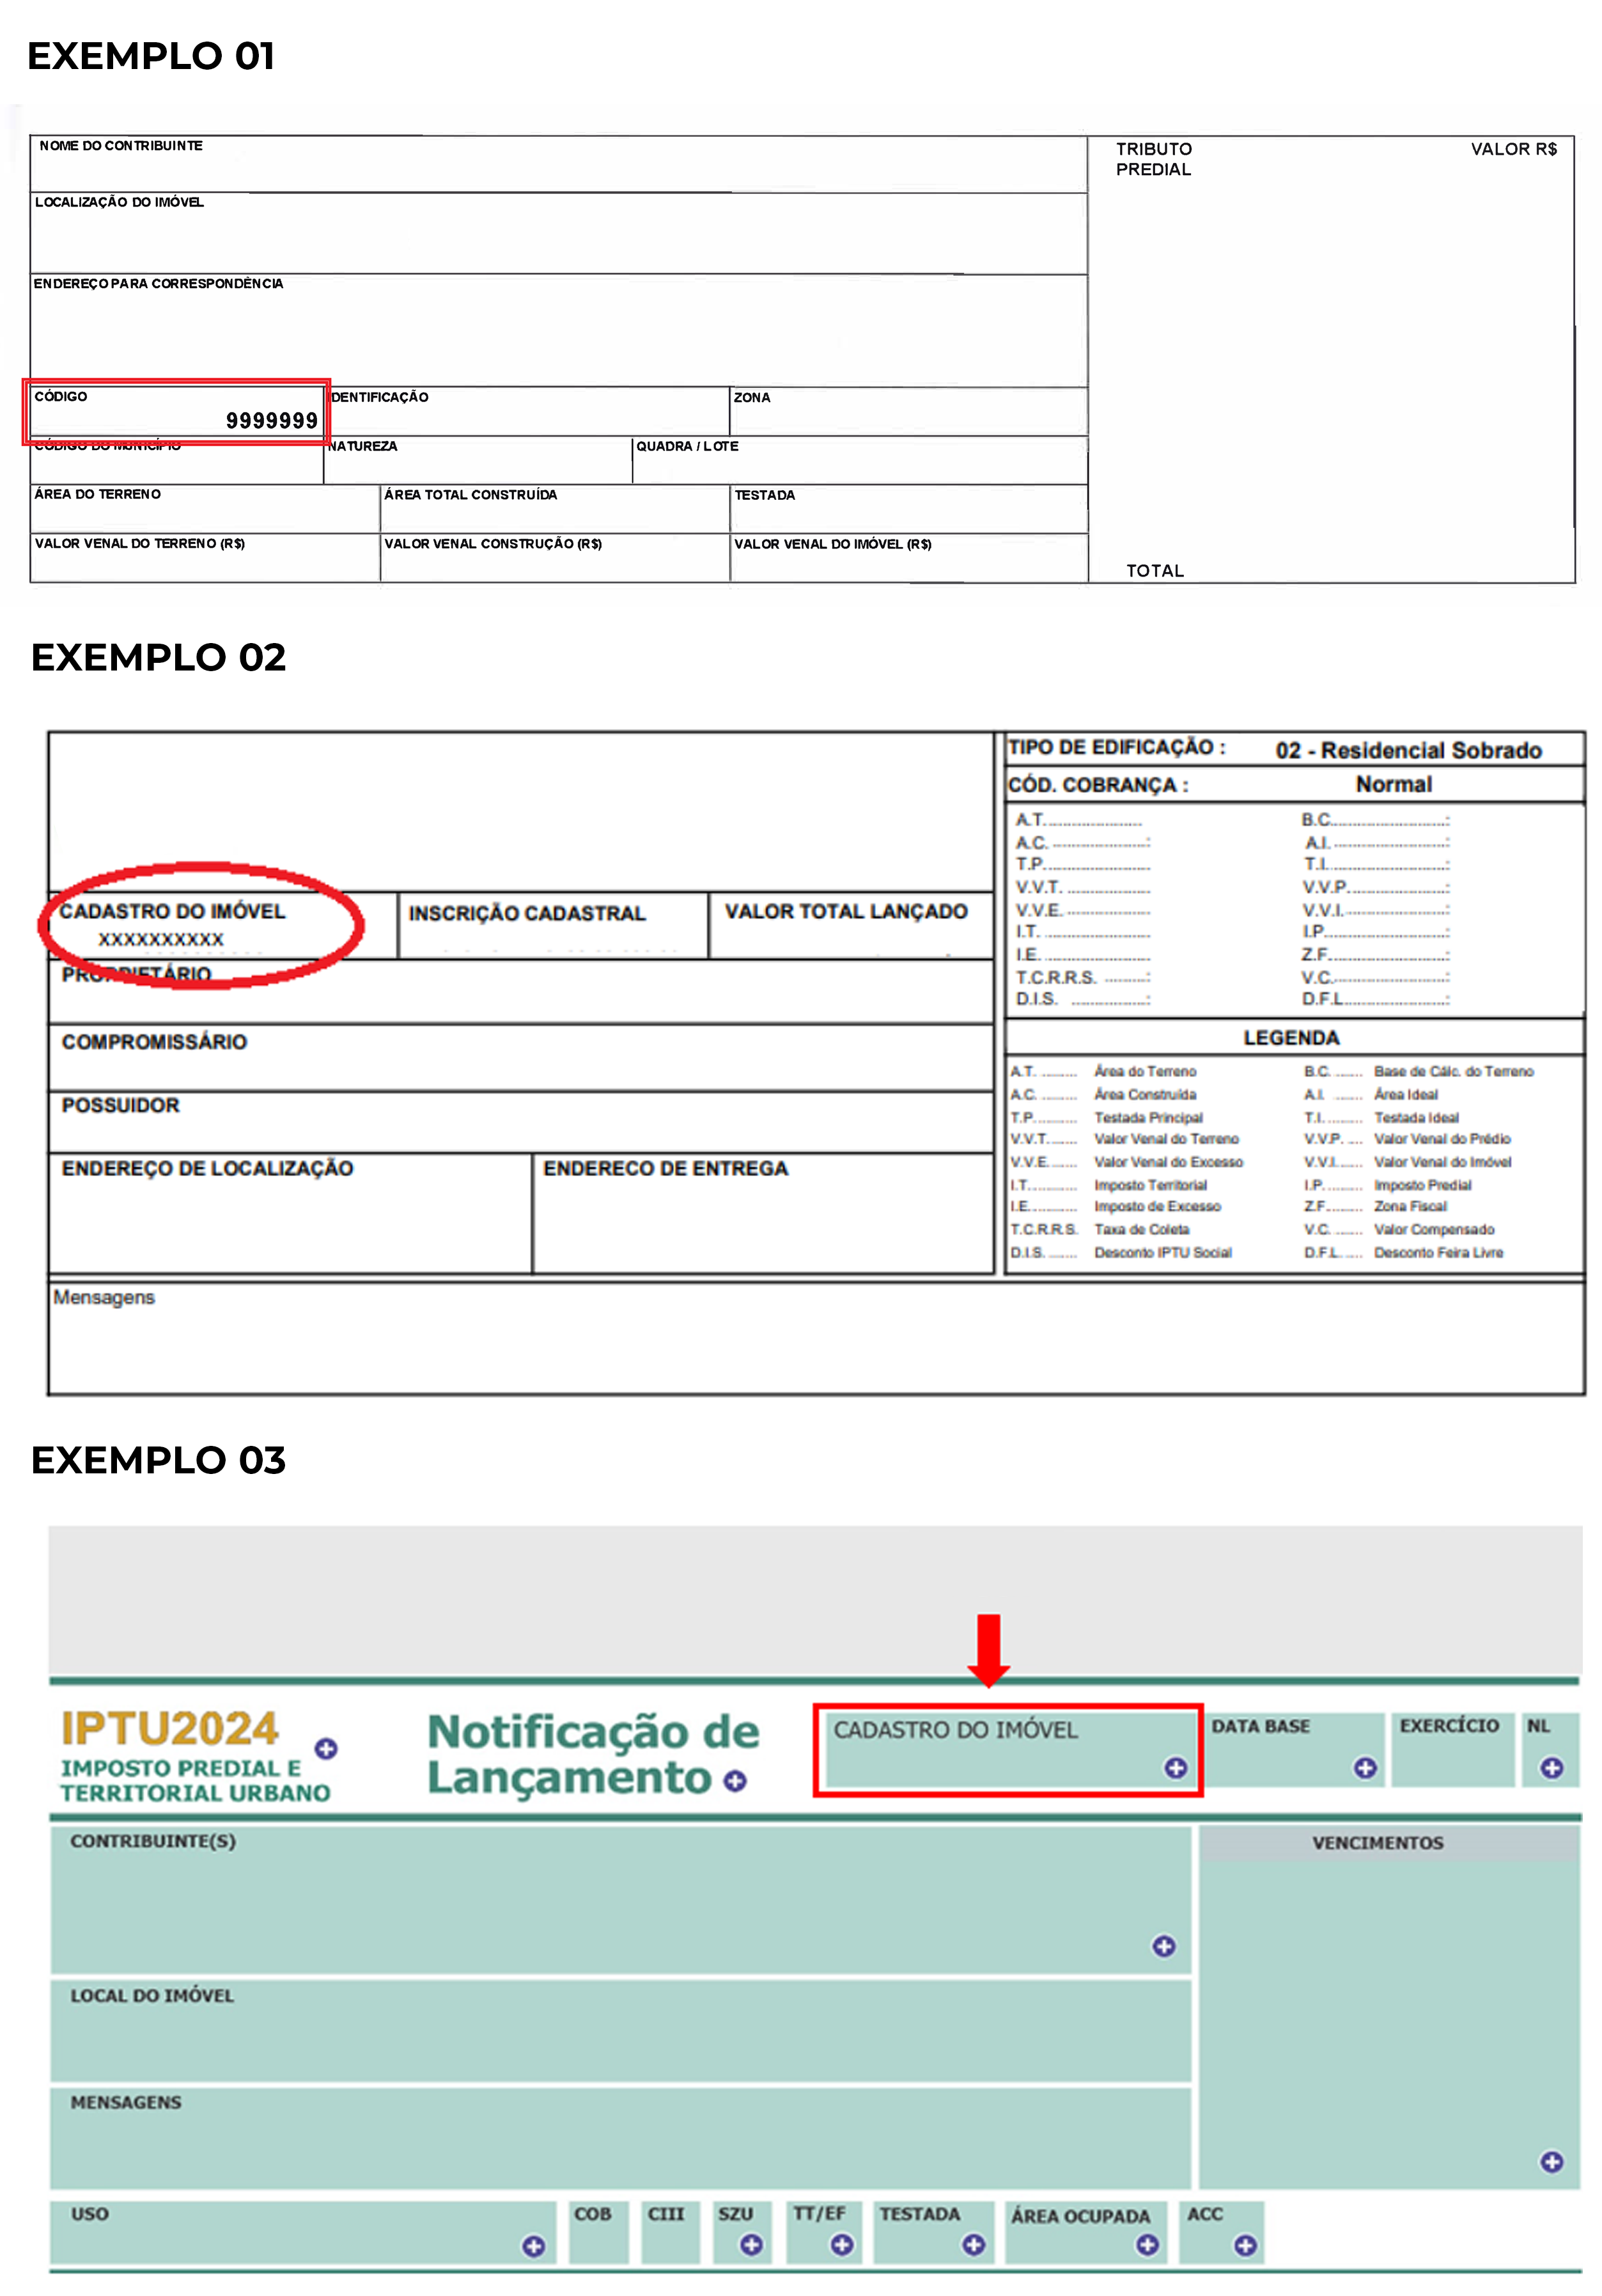 EXEMPLO 01
NOME DO CONTRIBUINTE
TRIBUTO VALOR R$
PREDIAL
LOCALIZAÇÃO DO IMÓVEL
ENDEREÇO PARA CORRESPONDÊNCIA
CÓDIGO
9999999
DENTIFICAÇÃO
ZONA
CÓDIGO DO MUNICÍPIO
NATUREZA
QUADRA / LOTE
ÁREA DO TERRENO
ÁREA TOTAL CONSTRUÍDA
TESTADA
VALOR VENAL DO TERRENO (R$)
VALOR VENAL CONSTRUÇÃO (R$)
VALOR VENAL DO IMÓVEL (R$)
TOTAL
EXEMPLO 02
CADASTRO DO IMÓVEL
XXXXXXXXXX
INSCRIÇÃO CADASTRAL
VALOR TOTAL LANÇADO
PROPRIETÁRIO
COMPROMISSÁRIO
POSSUIDOR
ENDEREÇO DE LOCALIZAÇÃO
ENDERECO DE ENTREGA
TIPO DE EDIFICAÇÃO : 02 - Residencial Sobrado
CÓD. COBRANÇA : Normal
A.T........................ B.C..........................:
A.C. .......................: A.I. ........................:
T.P.........................: T.I. ........................:
V.V.T. ..................... V.V.P.......................:
V.V.E. ..................... V.V.I.......................:
I.T. ........................ I.P..........................:
I.E. ........................ Z.F..........................:
T.C.R.R.S. ..........: V.C.........................:
D.I.S. ..................: D.F.L.......................:
LEGENDA
A.T. ........ Área do Terreno B.C. ...... Base de Cálc. do Terreno
A.C. ........ Área Construída A.I. ...... Área Ideal
T.P.......... Testada Principal T.I. ....... Testada Ideal
V.V.T....... Valor Venal do Terreno V.V.P. .... Valor Venal do Prédio
V.V.E....... Valor Venal do Excesso V.V.I...... Valor Venal do Imóvel
I.T........... Imposto Territorial I.P. ........ Imposto Predial
I.E........... Imposto de Excesso Z.F......... Zona Fiscal
T.C.R.R.S. Taxa de Coleta V.C. ...... Valor Compensado
D.I.S. ....... Desconto IPTU Social D.F.L ..... Desconto Feira Livre
Mensagens
EXEMPLO 03
IPTU2024
IMPOSTO PREDIAL E
TERRITORIAL URBANO
Notificação de
Lançamento
CADASTRO DO IMÓVEL
DATA BASE
EXERCÍCIO
NL
CONTRIBUINTE(S)
VENCIMENTOS
LOCAL DO IMÓVEL
MENSAGENS
USO
COB
CIII
SZU
TT/EF
TESTADA
ÁREA OCUPADA
ACC